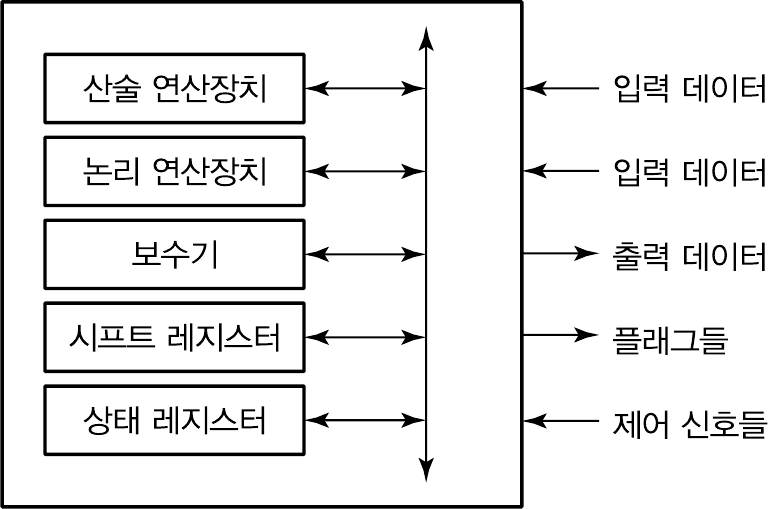 산술 연산장치
논리 연산장치
보수기
시프트 레지스터
상태 레지스터
입력 데이터
입력 데이터
출력 데이터
플래그들
제어 신호들